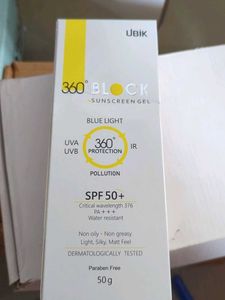 UBIK
360° BLOCK
SUNSCREEN GEL
BLUE LIGHT
UVA
UVB
360°
PROTECTION
IR
POLLUTION
SPF 50+
Critical wavelength 376
PA +++
Water resistant
Non oily - Non greasy
Light, Silky, Matt Feel
DERMATOLOGICALLY TESTED
Paraben Free
50g